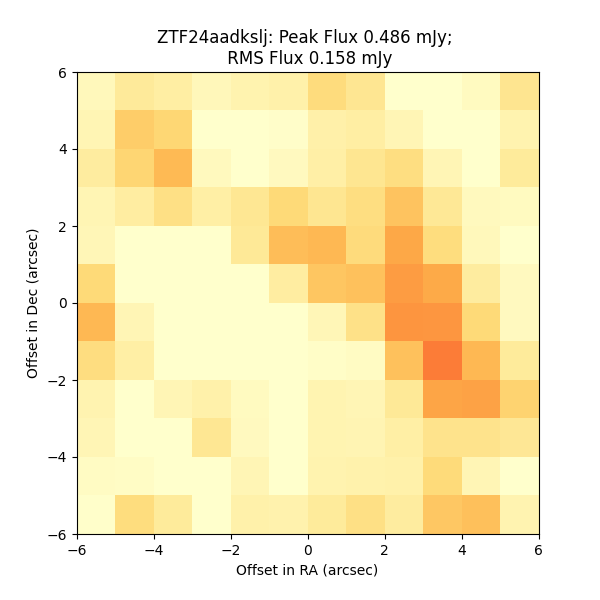 ZTF24aadkslj: Peak Flux 0.486 mJy;
RMS Flux 0.158 mJy
6
4
2
0
−2
−4
−6
Offset in Dec (arcsec)
−6 −4 −2 0 2 4 6
Offset in RA (arcsec)